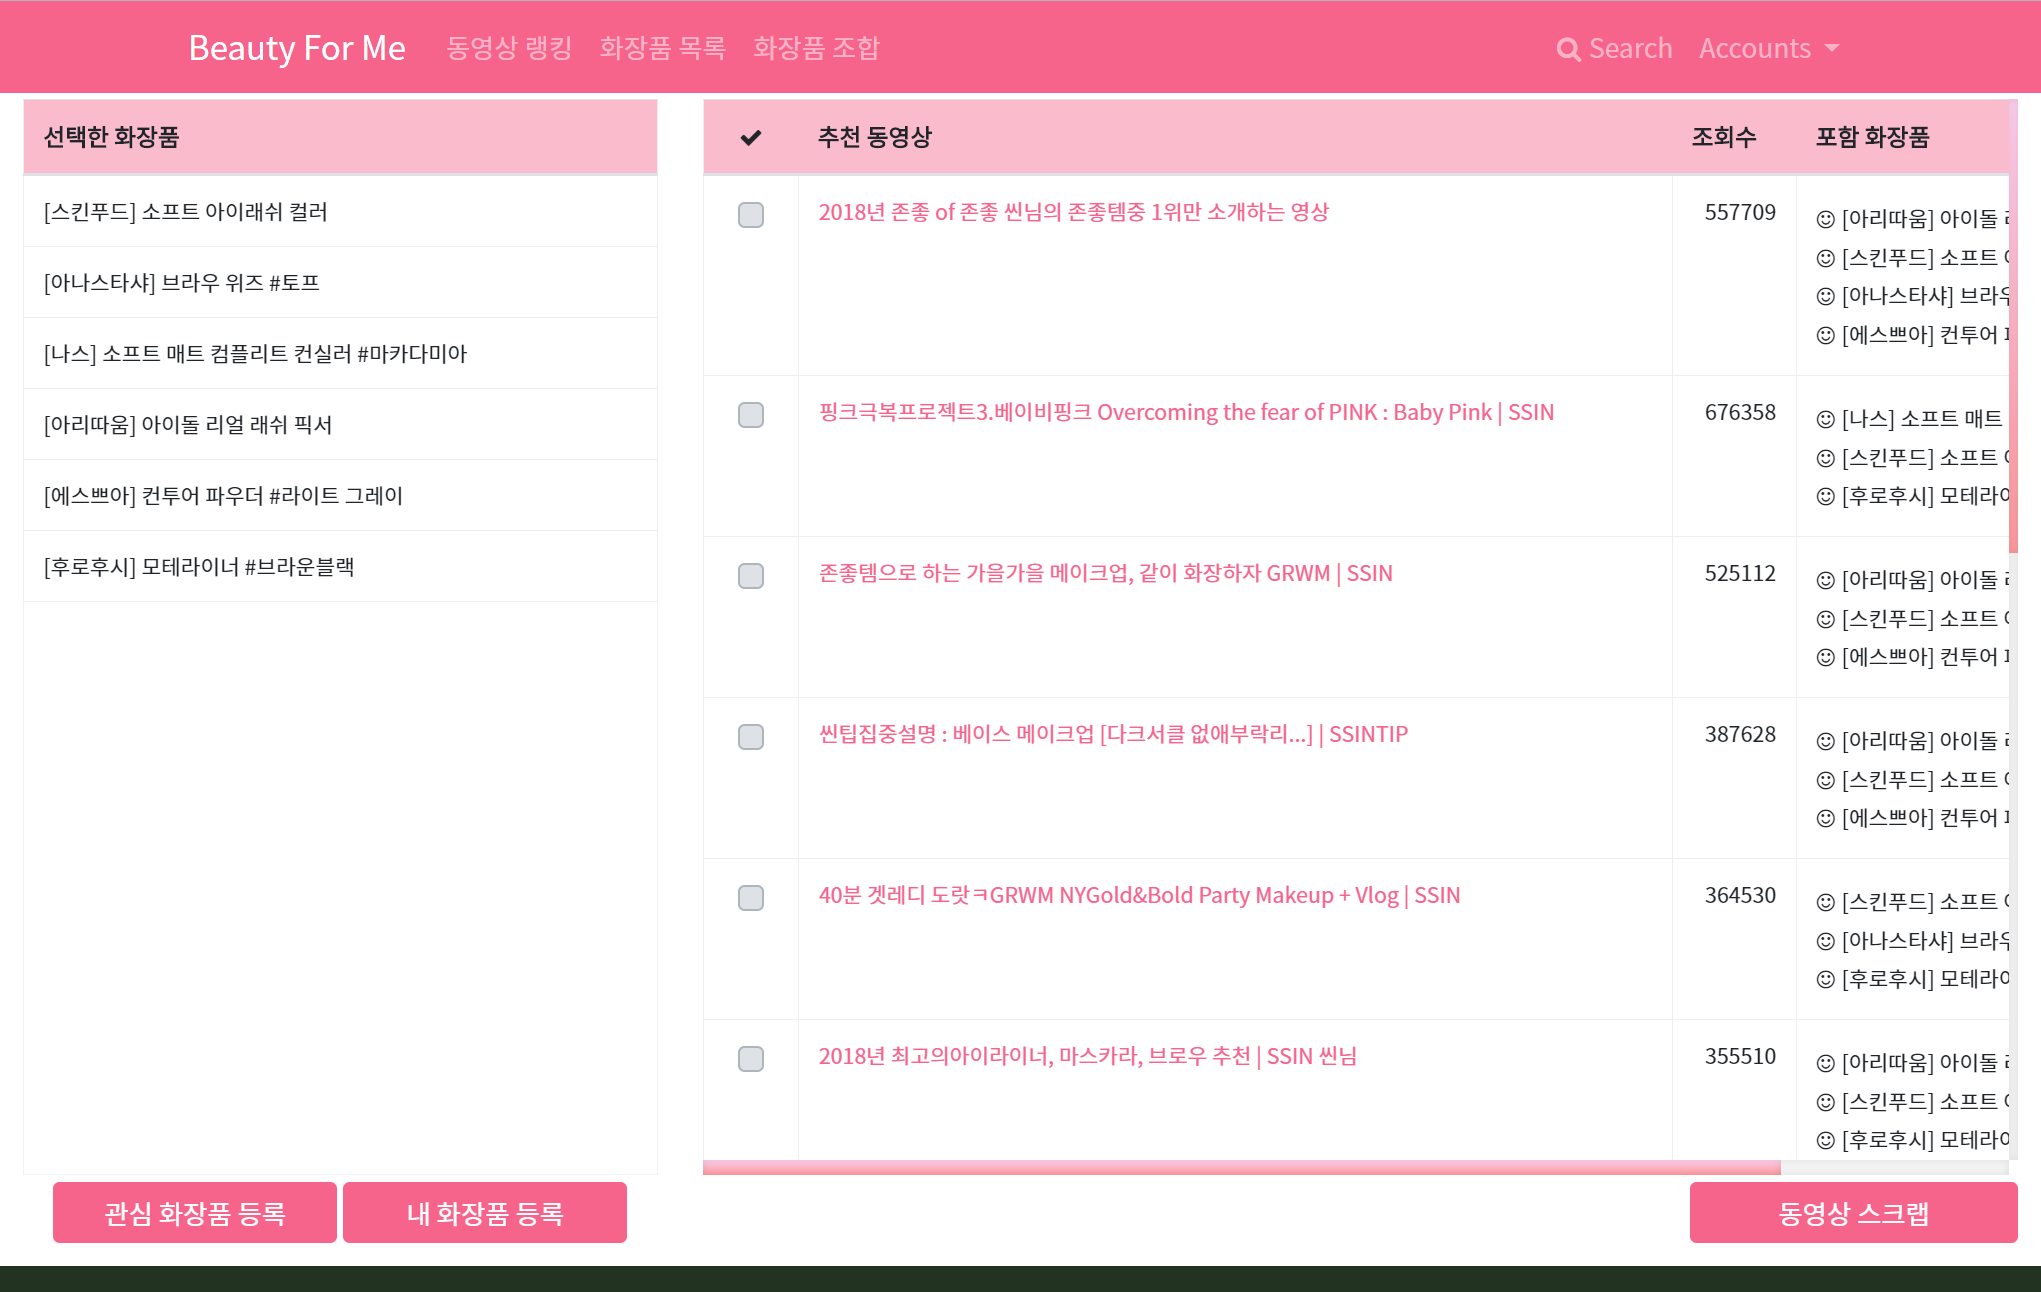 Beauty For Me 동영상 랭킹 화장품 목록 화장품 조합 Search Accounts
선택한 화장품
[스킨푸드] 소프트 아이래쉬 컬러
[아나스타샤] 브라우 위즈 #토프
[나스] 소프트 매트 컴플리트 컨실러 #마카다미아
[아리따움] 아이돌 리얼 래쉬 픽서
[에스쁘아] 컨투어 파우더 #라이트 그레이
[후로후시] 모테라이너 #브라운블랙
관심 화장품 등록 내 화장품 등록
추천 동영상 조회수 포함 화장품
2018년 존좋 of 존좋 씬님의 존좋템중 1위만 소개하는 영상 557709
[아리따움] 아이돌
[스킨푸드] 소프트
[아나스타샤] 브라우
[에스쁘아] 컨투어
핑크극복프로젝트3.베이비핑크 Overcoming the fear of PINK : Baby Pink | SSIN 676358
[나스] 소프트 매트
[스킨푸드] 소프트
[후로후시] 모테라이
존좋템으로 하는 가을가을 메이크업, 같이 화장하자 GRWM | SSIN 525112
[아리따움] 아이돌
[스킨푸드] 소프트
[에스쁘아] 컨투어
씬팁집중설명 : 베이스 메이크업 [다크서클 없애부락리...] | SSINTIP 387628
[아리따움] 아이돌
[스킨푸드] 소프트
[에스쁘아] 컨투어
40분 겟레디 도랏ㅋGRWM NYGold&Bold Party Makeup + Vlog | SSIN 364530
[스킨푸드] 소프트
[아나스타샤] 브라우
[후로후시] 모테라이
2018년 최고의아이라이너, 마스카라, 브로우 추천 | SSIN 씬님 355510
[아리따움] 아이돌
[스킨푸드] 소프트
[후로후시] 모테라이
동영상 스크랩